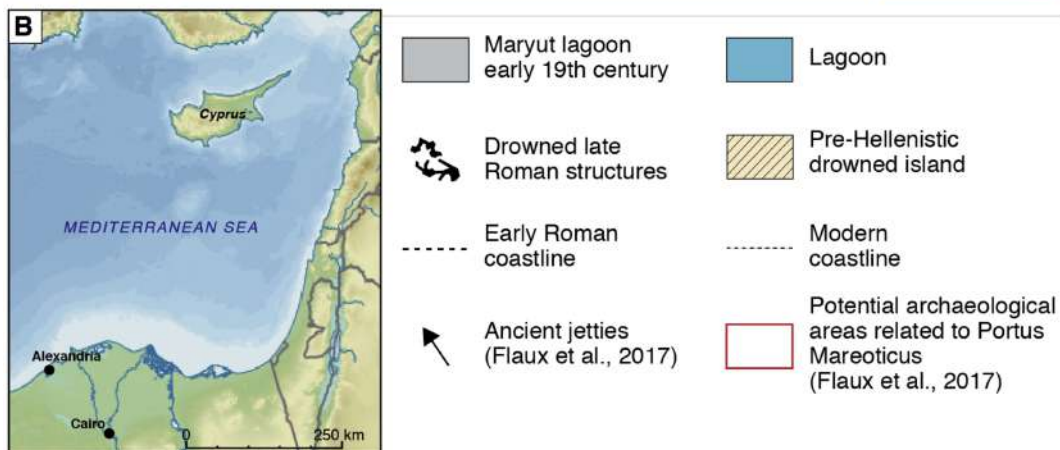 B
Cyprus
MEDITERRANEAN SEA
Alexandria
Cairo
0 250 km
Maryut lagoon
early 19th century
Lagoon
Drowned late
Roman structures
Pre-Hellenistic
drowned island
Early Roman
coastline
Modern
coastline
Ancient jetties
(Flaux et al., 2017)
Potential archaeological
areas related to Portus
Mareoticus
(Flaux et al., 2017)